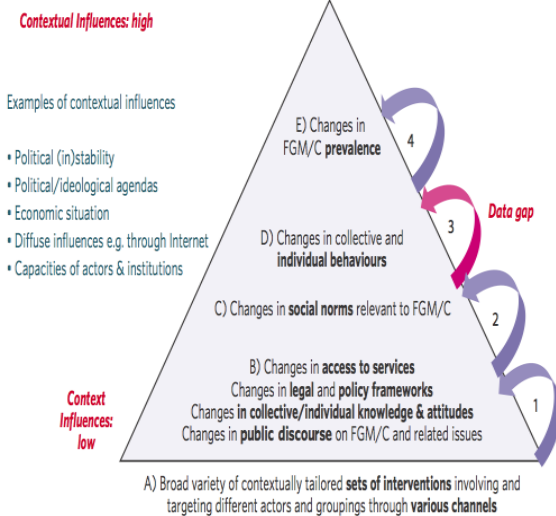 Contextual Influences: high
Examples of contextual influences
• Political (in)stability
• Political/ideological agendas
• Economic situation
• Diffuse influences e.g. through Internet
• Capacities of actors & institutions
Context
Influences:
low
E) Changes in
FGM/C prevalence
D) Changes in collective and
individual behaviours
C) Changes in social norms relevant to FGM/C
B) Changes in access to services
Changes in legal and policy frameworks
Changes in collective/individual knowledge & attitudes
Changes in public discourse on FGM/C and related issues
4
3
Data gap
2
1
A) Broad variety of contextually tailored sets of interventions involving and
targeting different actors and groupings through various channels